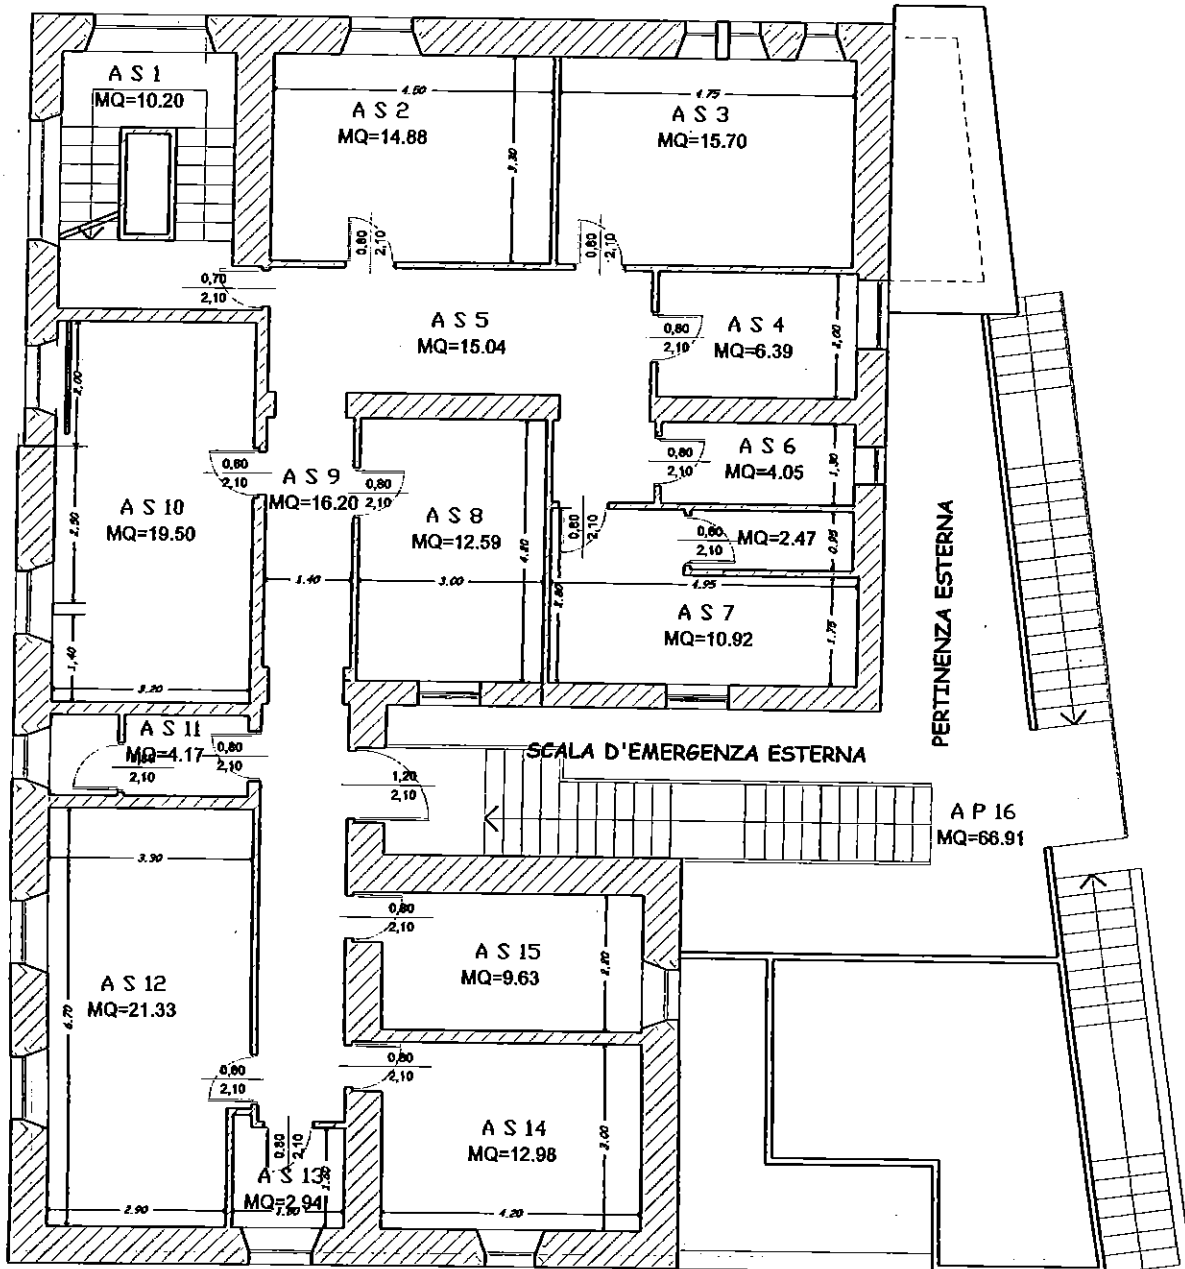 A S 1
MQ=10.20
4.50
A S 2
MQ=14.88
3,30
4.75
A S 3
MQ=15.70
0,80
2,10
0,80
2,10
0,70
2,10
A S 5
MQ=15.04
0,80
2,10
A S 4
MQ=6.39
2,00
2,00
2,50
1,40
A S 10
MQ=19.50
3.20
0,80
2,10
A S 9
MQ=16.20
0,80
2,10
1.40
A S 8
MQ=12.59
4.20
3.00
0,80
2,10
A S 6
MQ=4.05
1,30
0,80
2,10
0,80
2,10
MQ=2.47
0,95
2,80
4.95
A S 7
MQ=10.92
1,75
PERTINENZA ESTERNA
A S 11
MQ=4.17
2,10
0,80
2,10
SCALA D'EMERGENZA ESTERNA
1,20
2,10
A P 16
MQ=66.91
3.90
6.70
A S 12
MQ=21.33
2.90
0,80
2,10
0,80
2,10
A S 15
MQ=9.63
2,20
0,80
2,10
A S 14
MQ=12.98
3,00
4.20
0,80
2,10
A S 13
MQ=2.94